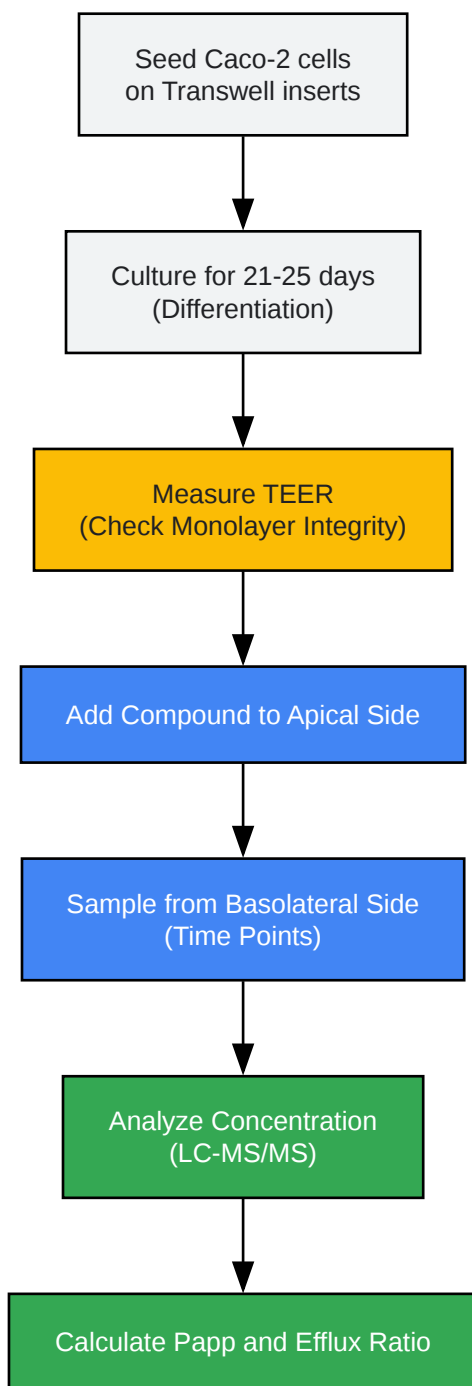 Seed Caco-2 cells
on Transwell inserts
Culture for 21-25 days
(Differentiation)
Measure TEER
(Check Monolayer Integrity)
Add Compound to Apical Side
Sample from Basolateral Side
(Time Points)
Analyze Concentration
(LC-MS/MS)
Calculate Papp and Efflux Ratio